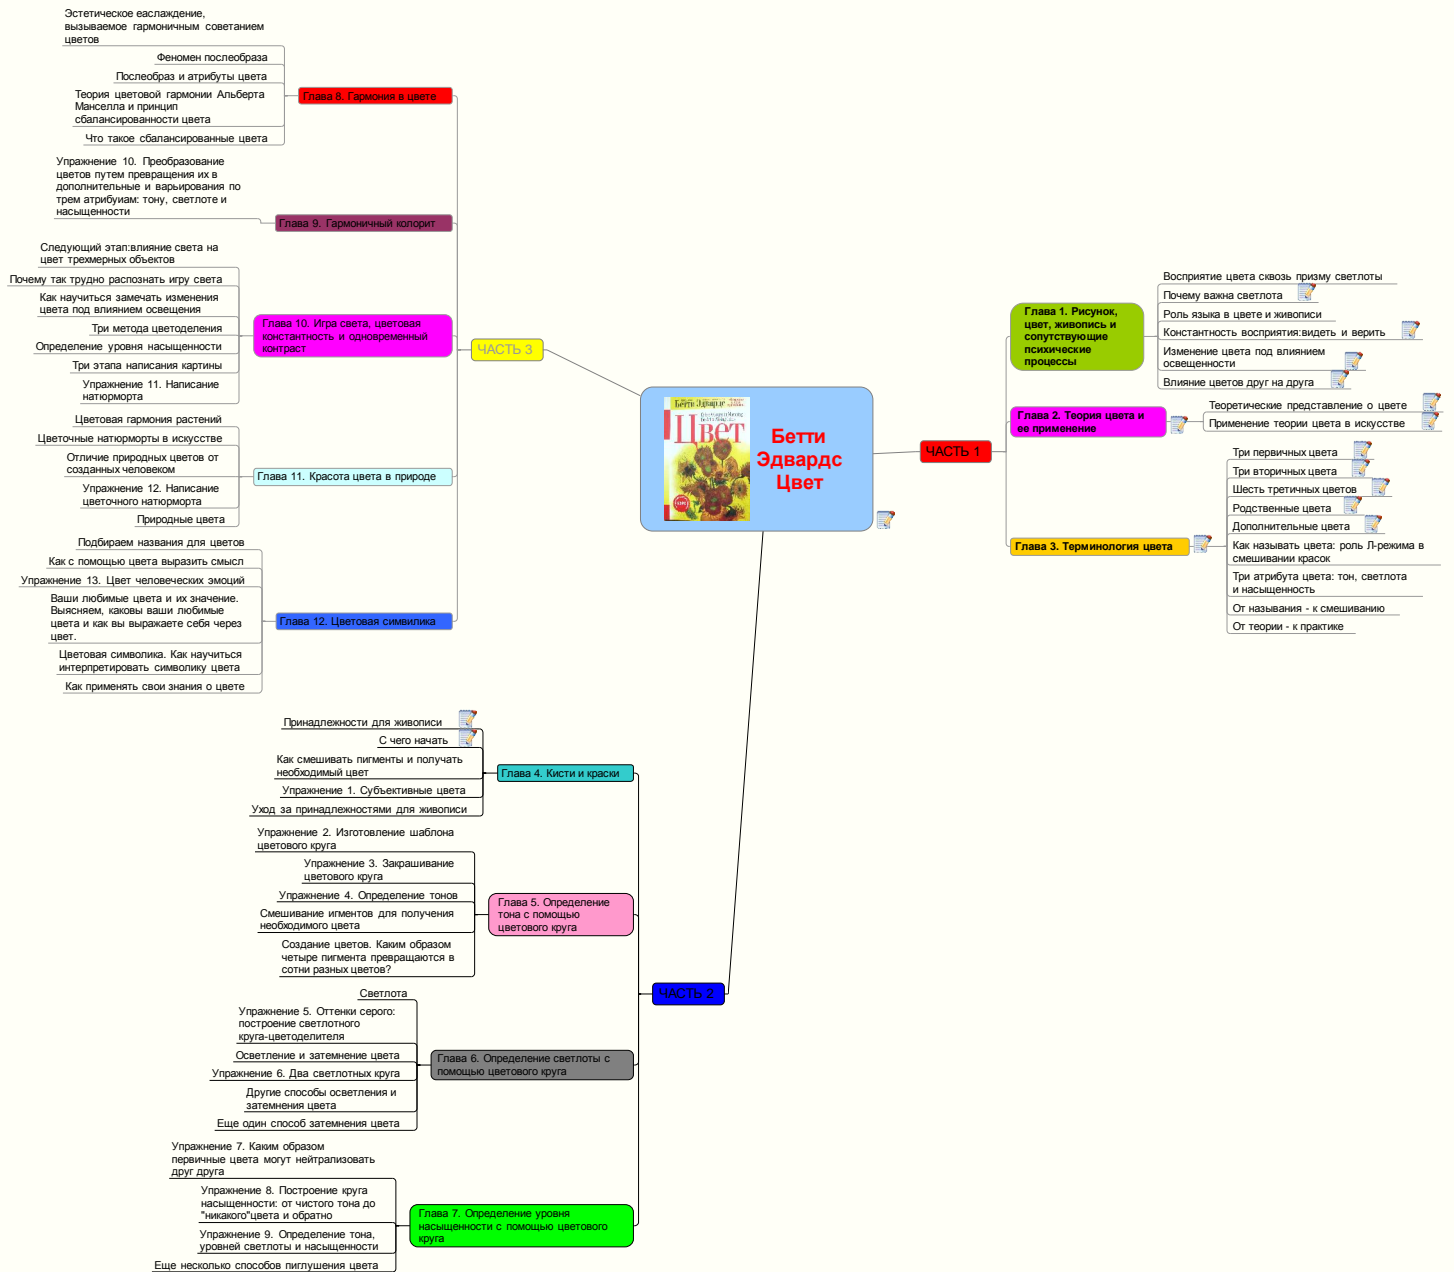 Бетти
Эдвардс
Цвет
Бетти Эдвардс
Цвет
ЧАСТЬ 1
Глава 1. Рисунок,
цвет, живопись и
сопутствующие
психические
процессы
Восприятие цвета сквозь призму светлоты
Почему важна светлота
Роль языка в цвете и живописи
Константность восприятия:видеть и верить
Изменение цвета под влиянием
освещенности
Влияние цветов друг на друга
Глава 2. Теория цвета и
ее применение
Теоретические представление о цвете
Применение теории цвета в искусстве
Глава 3. Терминология цвета
Три первичных цвета
Три вторичных цвета
Шесть третичных цветов
Родственные цвета
Дополнительные цвета
Как называть цвета: роль Л-режима в
смешивании красок
Три атрибута цвета: тон, светлота
и насыщенность
От называния - к смешиванию
От теории - к практике
ЧАСТЬ 2
Глава 4. Кисти и краски
Принадлежности для живописи
С чего начать
Как смешивать пигменты и получать
необходимый цвет
Упражнение 1. Субъективные цвета
Уход за принадлежностями для живописи
Глава 5. Определение
тона с помощью
цветового круга
Упражнение 2. Изготовление шаблона
цветового круга
Упражнение 3. Закрашивание
цветового круга
Упражнение 4. Определение тонов
Смешивание игментов для получения
необходимого цвета
Создание цветов. Каким образом
четыре пигмента превращаются в
сотни разных цветов?
Глава 6. Определение светлоты с
помощью цветового круга
Светлота
Упражнение 5. Оттенки серого:
построение светлотного
круга-цветоделителя
Осветление и затемнение цвета
Упражнение 6. Два светлотных круга
Другие способы осветления и
затемнения цвета
Еще один способ затемнения цвета
Глава 7. Определение уровня
насыщенности с помощью цветового
круга
Упражнение 7. Каким образом
первичные цвета могут нейтрализовать
друг друга
Упражнение 8. Построение круга
насыщенности: от чистого тона до
"никакого"цвета и обратно
Упражнение 9. Определение тона,
уровней светлоты и насыщенности
Еще несколько способов пиглушения цвета
ЧАСТЬ 3
Глава 8. Гармония в цвете
Эстетическое еаслаждение,
вызываемое гармоничным советанием
цветов
Феномен послеобраза
Послеобраз и атрибуты цвета
Теория цветовой гармонии Альберта
Манселла и принцип
сбалансированности цвета
Что такое сбалансированные цвета
Глава 9. Гармоничный колорит
Упражнение 10. Преобразование
цветов путем превращения их в
дополнительные и варьирования по
трем атрибуиам: тону, светлоте и
насыщенности
Глава 10. Игра света, цветовая
константность и одновременный
контраст
Следующий этап:влияние света на
цвет трехмерных объектов
Почему так трудно распознать игру света
Как научиться замечать изменения
цвета под влиянием освещения
Три метода цветоделения
Определение уровня насыщенности
Три этапа написания картины
Упражнение 11. Написание
натюрморта
Глава 11. Красота цвета в природе
Цветовая гармония растений
Цветочные натюрморты в искусстве
Отличие природных цветов от
созданных человеком
Упражнение 12. Написание
цветочного натюрморта
Природные цвета
Глава 12. Цветовая симвилика
Подбираем названия для цветов
Как с помощью цвета выразить смысл
Упражнение 13. Цвет человеческих эмоций
Ваши любимые цвета и их значение.
Выясняем, каковы ваши любимые
цвета и как вы выражаете себя через
цвет.
Цветовая символика. Как научиться
интерпретировать символику цвета
Как применять свои знания о цвете